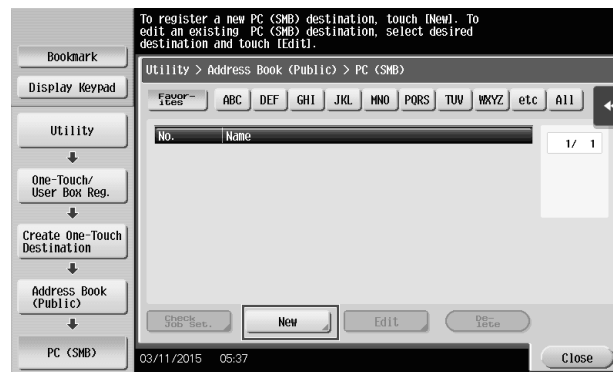 To register a new PC (SMB) destination, touch [New]. To
edit an existing PC (SMB) destination, select desired
destination and touch [Edit].
Bookmark
Display Keypad
Utility
One-Touch/
User Box Reg.
Create One-Touch
Destination
Address Book
(Public)
PC (SMB)
Utility > Address Book (Public) > PC (SMB)
Favor-
ites
ABC
DEF
GHI
JKL
MNO
PQRS
TUV
WXYZ
etc
All
No.
Name
1/ 1
Check
Job Set.
New
Edit
De-
lete
03/11/2015 05:37
Close